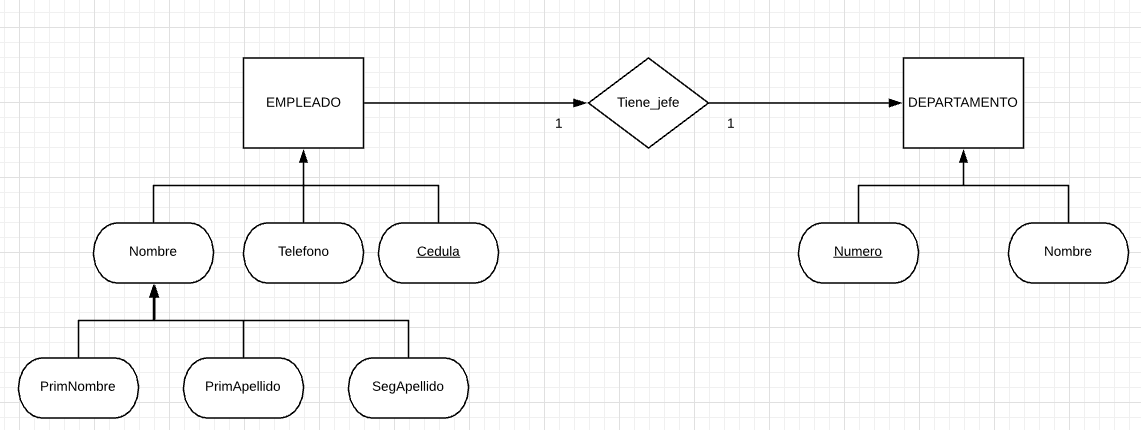 EMPLEADO
Tiene_jefe
DEPARTAMENTO
1
1
Nombre
Telefono
Cedula
Numero
Nombre
PrimNombre
PrimApellido
SegApellido